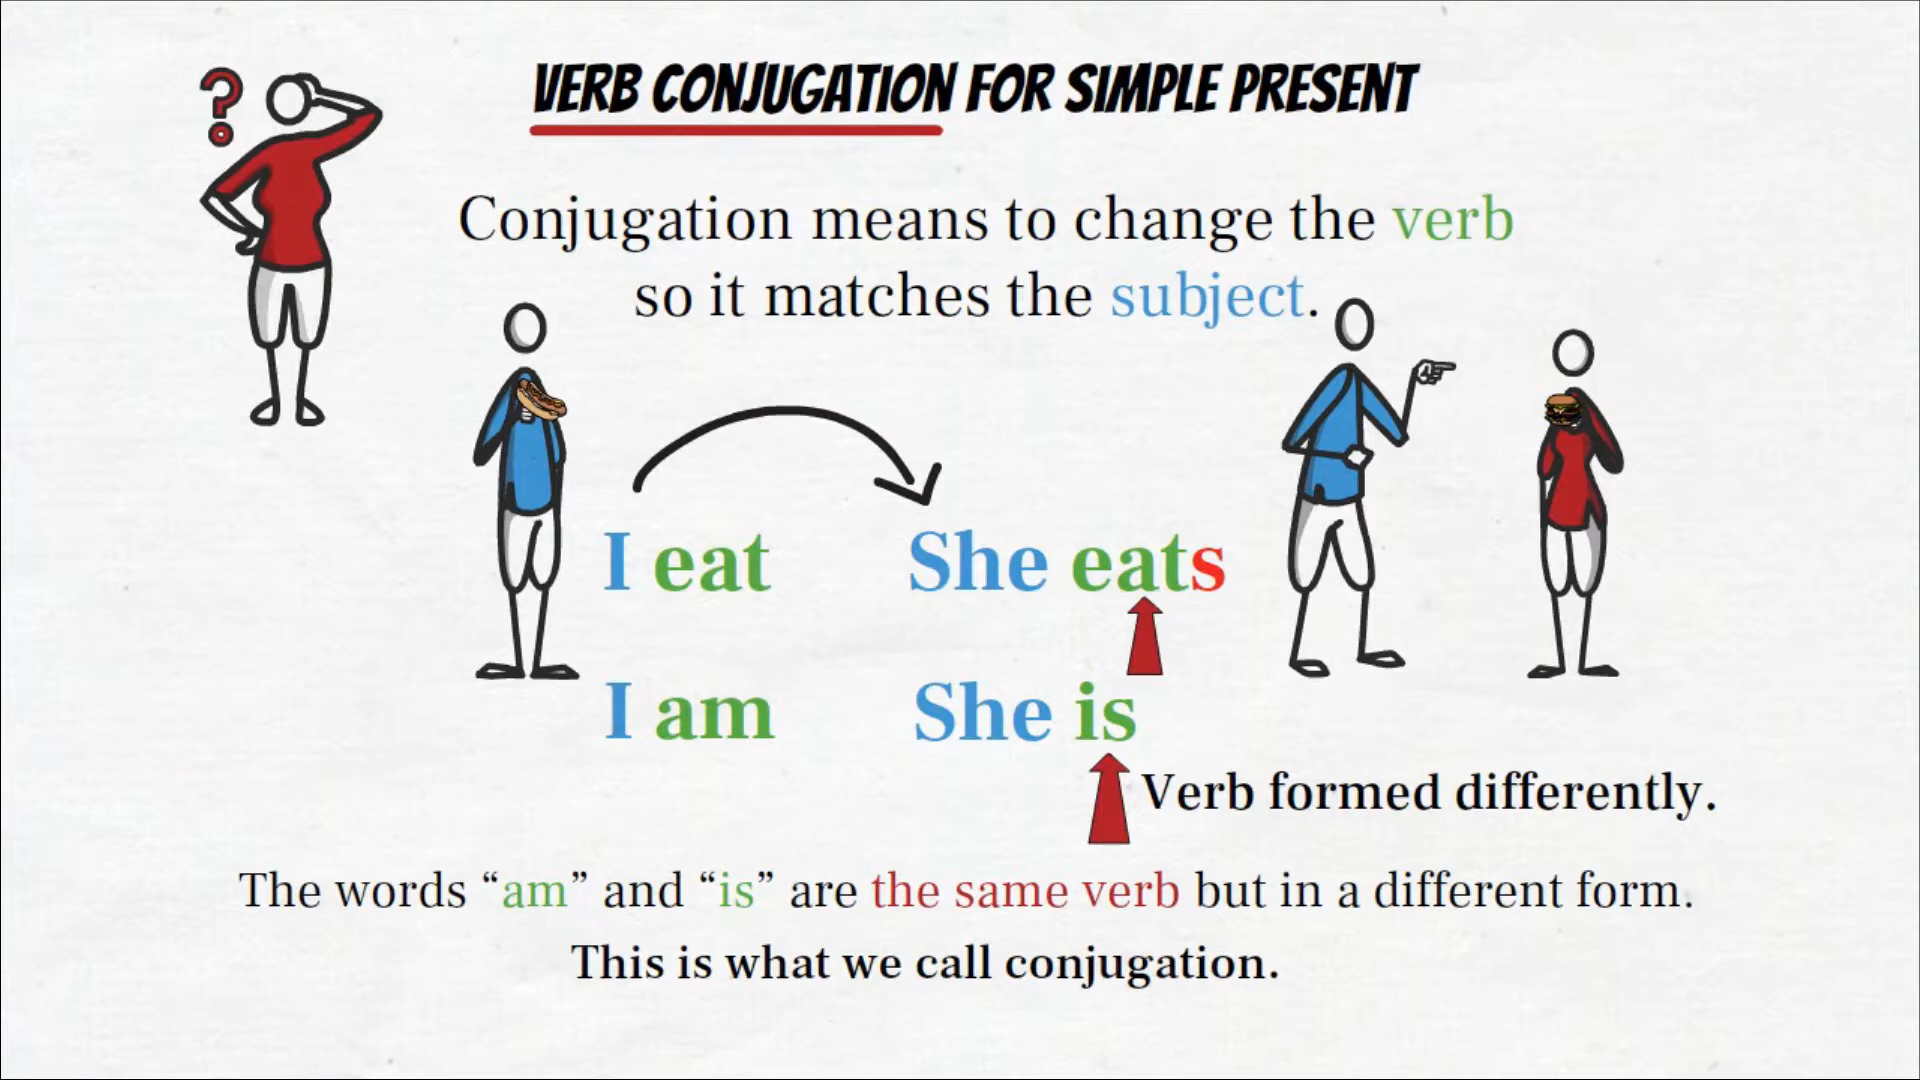 VERB CONJUGATION FOR SIMPLE PRESENT
?
Conjugation means to change the verb
so it matches the subject.
I eat She eats
I am She is
Verb formed differently.
The words “am” and “is” are the same verb but in a different form.
This is what we call conjugation.